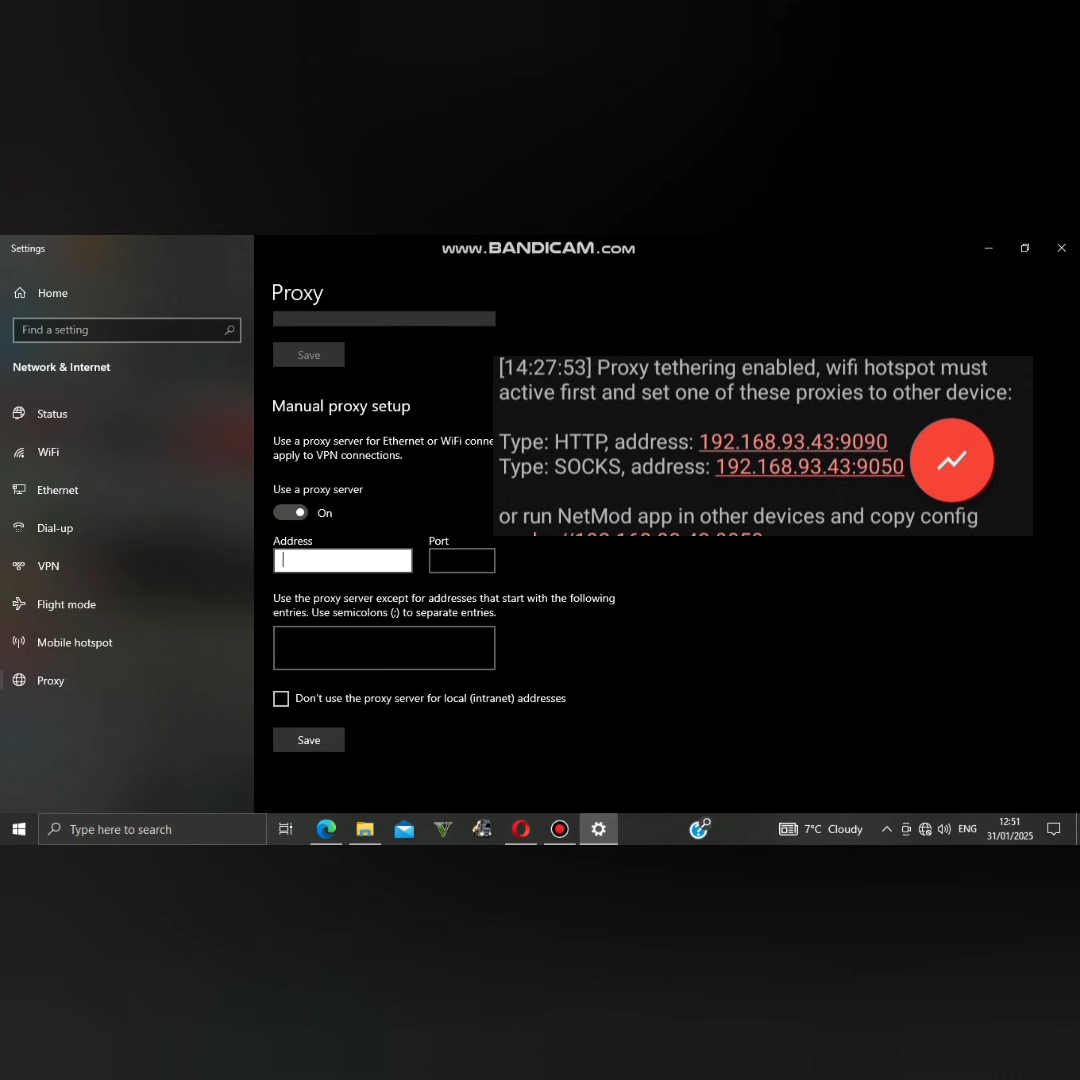 Settings
www.BANDICAM.com
Home
Find a setting
Network & Internet
Status
WiFi
Ethernet
Dial-up
VPN
Flight mode
Mobile hotspot
Proxy
Proxy
Save
Manual proxy setup
Use a proxy server for Ethernet or WiFi conne
apply to VPN connections.
Use a proxy server
On
Address
Port
Use the proxy server except for addresses that start with the following
entries. Use semicolons (;) to separate entries.
Don't use the proxy server for local (intranet) addresses
Save
[14:27:53] Proxy tethering enabled, wifi hotspot must
active first and set one of these proxies to other device:
Type: HTTP, address: 192.168.93.43:9090
Type: SOCKS, address: 192.168.93.43:9050
or run NetMod app in other devices and copy config
Type here to search
7°C Cloudy
ENG
12:51
31/01/2025